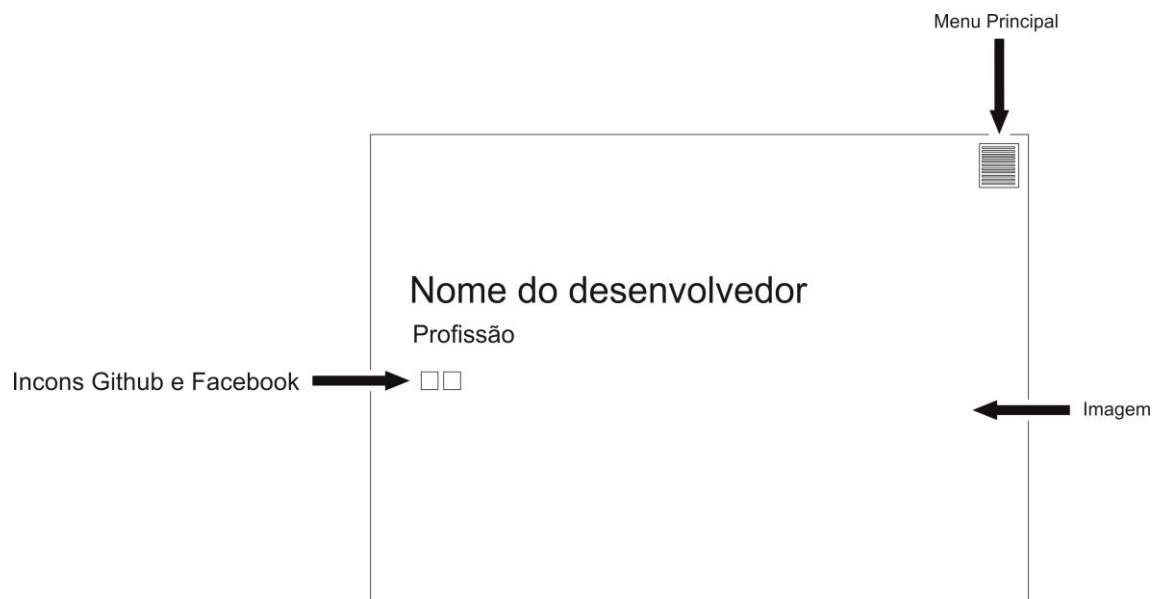 Menu Principal
Nome do desenvolvedor
Profissão
Incons Github e Facebook
Imagem